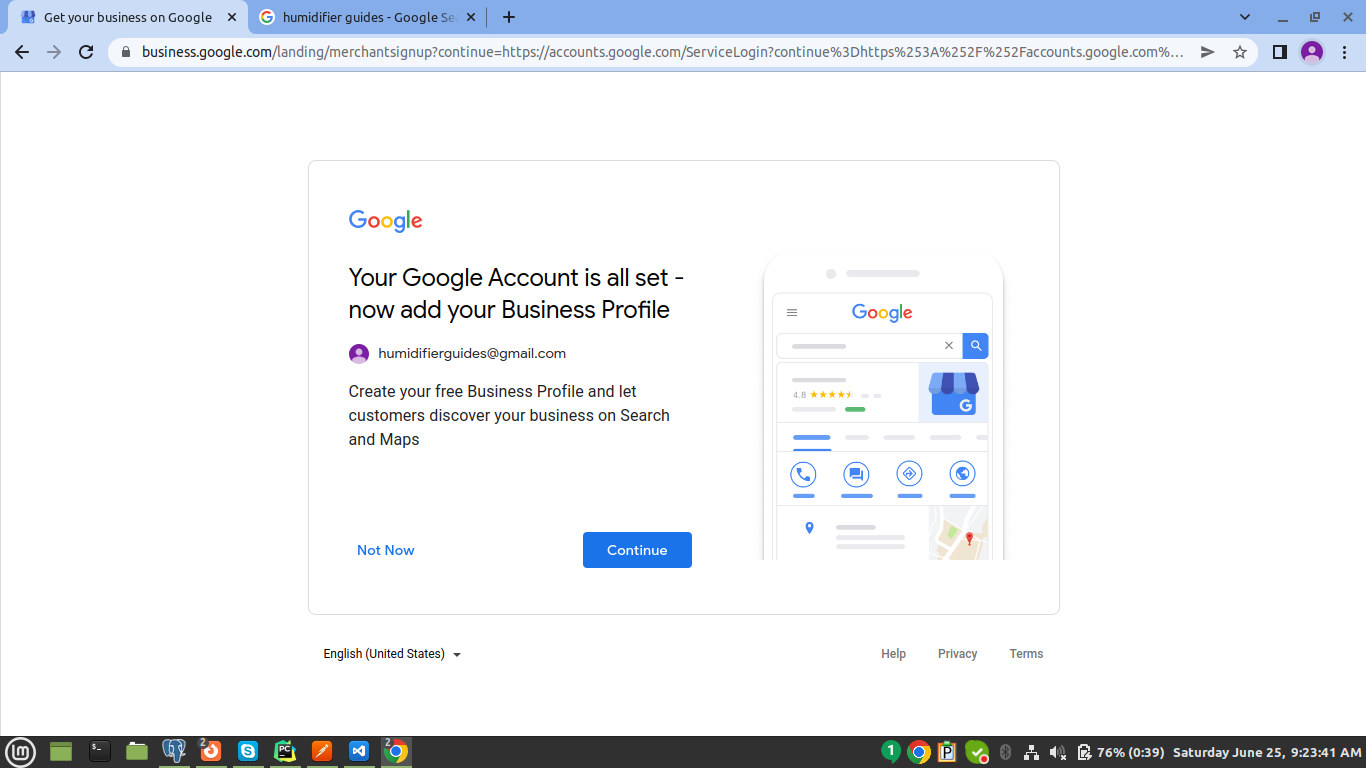 Get your business on Google
humidifier guides - Google Se
business.google.com/landing/merchantsignup?continue=https://accounts.google.com/ServiceLogin?continue%3Dhttps%253A%252F%252Faccounts.google.com%...
Google
Your Google Account is all set -
now add your Business Profile
humidifierguides@gmail.com
Create your free Business Profile and let
customers discover your business on Search
and Maps
Not Now
Continue
Google
4.8
G
English (United States)
Help
Privacy
Terms
lm
$_
2
S
PC
2
1
P
76% (0:39)
Saturday June 25, 9:23:41 AM